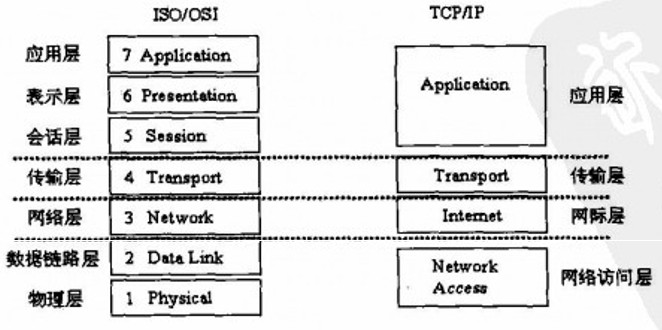 ISO/OSI TCP/IP
应用层 7 Application
表示层 6 Presentation Application 应用层
会话层 5 Session
传输层 4 Transport Transport 传输层
网络层 3 Network Internet 网际层
数据链路层 2 Data Link Network Access 网络访问层
物理层 1 Physical